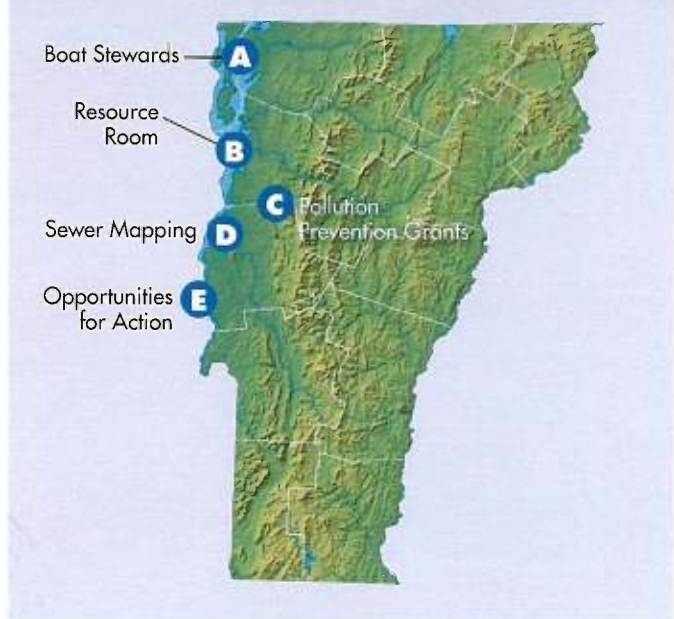 Boat Stewards
A
Resource
Room
B
C
Pollution
Prevention Grants
Sewer Mapping
D
Opportunities
for Action
E